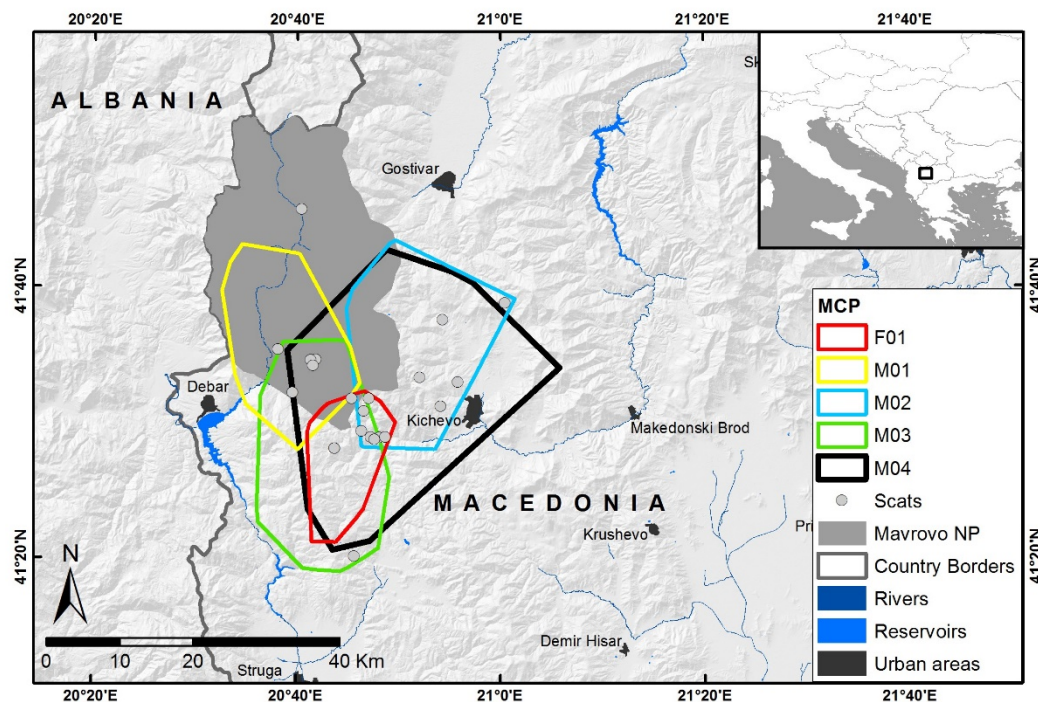 20°20'E 20°40'E 21°0'E 21°20'E 21°40'E
ALBANIA
Sk
Gostivar
41°40'N 41°40'N
MCP
F01
M01
M02
M03
M04
Scats
Mavrovo NP
Country Borders
Rivers
Reservoirs
Urban areas
Debar
Kichevo
Makedonski Brod
MACEDONIA
Krushevo
Pri
41°20'N 41°20'N
N
0 10 20 40 Km
Demir Hisar
Struga
20°20'E 20°40'E 21°0'E 21°20'E 21°40'E